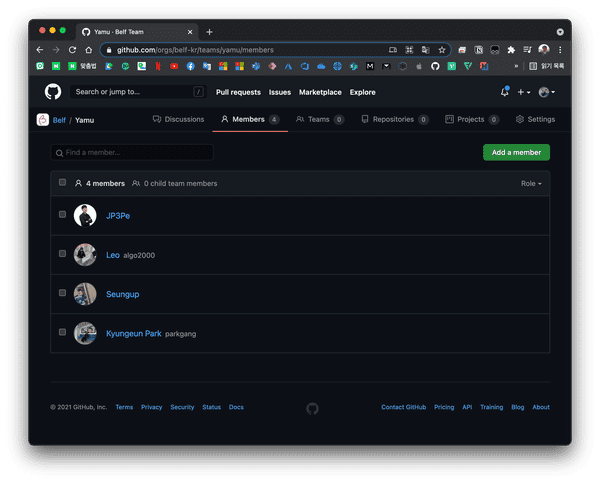 Yamu · Belf Team
github.com/orgs/belf-kr/teams/yamu/members
맞춤법
» 읽기 목록
Search or jump to... /
Pull requests Issues Marketplace Explore
Belf / Yamu
Discussions Members 4 Teams 0 Repositories 0 Projects 0 Settings
Find a member...
Add a member
4 members 0 child team members Role
JP3Pe
Leo algo2000
Seungup
Kyungeun Park parkgang
© 2021 GitHub, Inc. Terms Privacy Security Status Docs Contact GitHub Pricing API Training Blog About